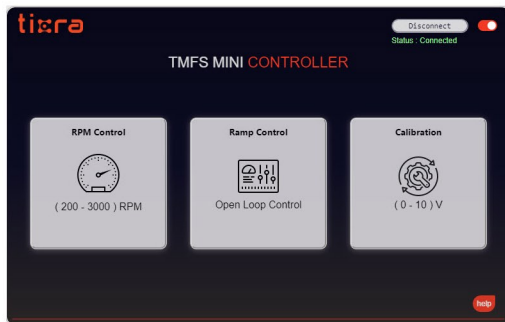 tiera
Disconnect
Status : Connected
TMFS MINI CONTROLLER
RPM Control
( 200 - 3000 ) RPM
Ramp Control
Open Loop Control
Calibration
( 0 - 10 ) V
help